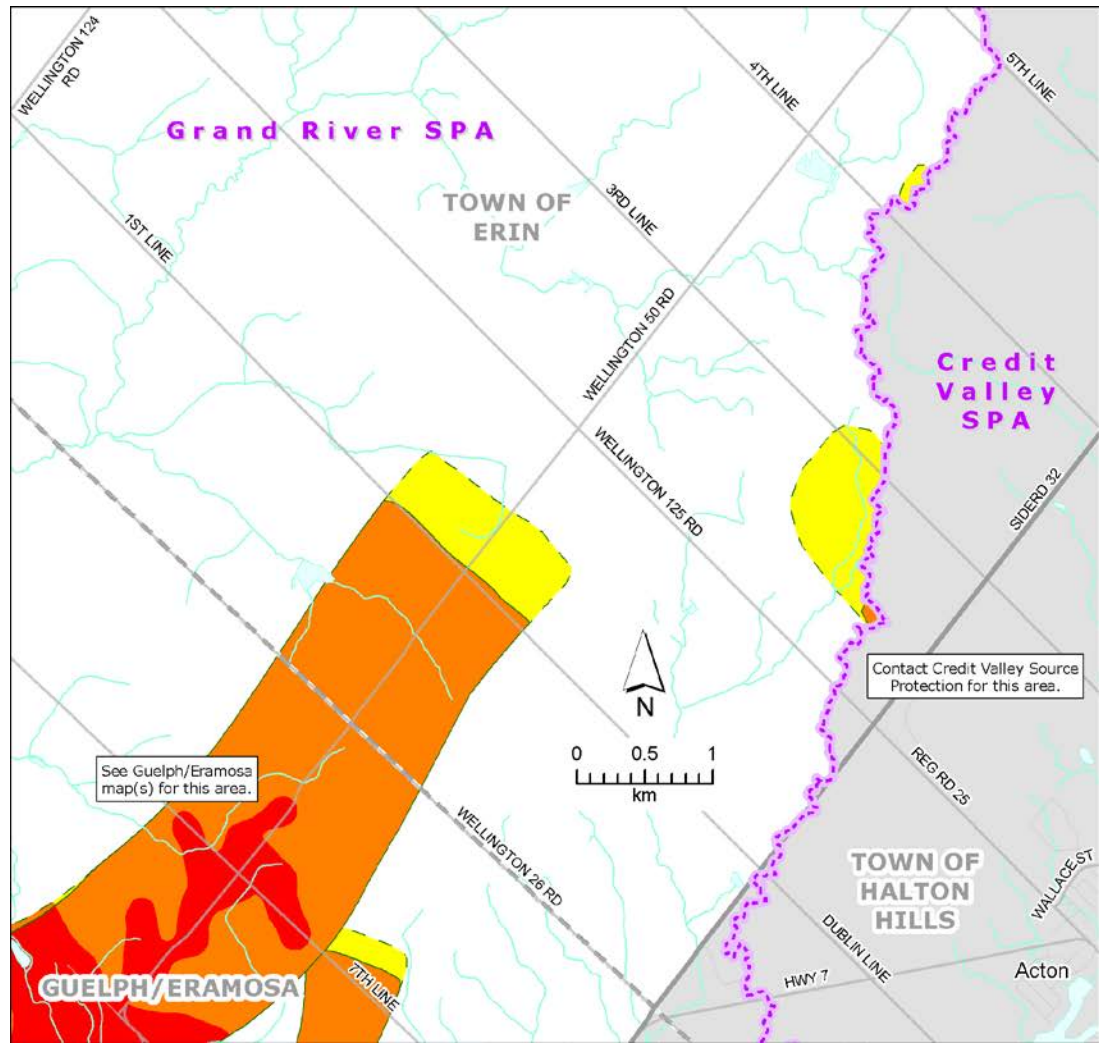 WELLINGTON 124
RD
4TH LINE
5TH LINE
Grand River SPA
TOWN OF
ERIN
3RD LINE
1ST LINE
WELLINGTON 50 RD
Credit
Valley
SPA
WELLINGTON 125 RD
SIDERD 32
Contact Credit Valley Source
Protection for this area.
N
0 0.5 1
km
REG RD 25
See Guelph/Eramosa
map(s) for this area.
WELLINGTON 26 RD
TOWN OF
HALTON
HILLS
WALLACE ST
DUBLIN LINE
HWY 7
Acton
7TH LINE
GUELPH/ERAMOSA